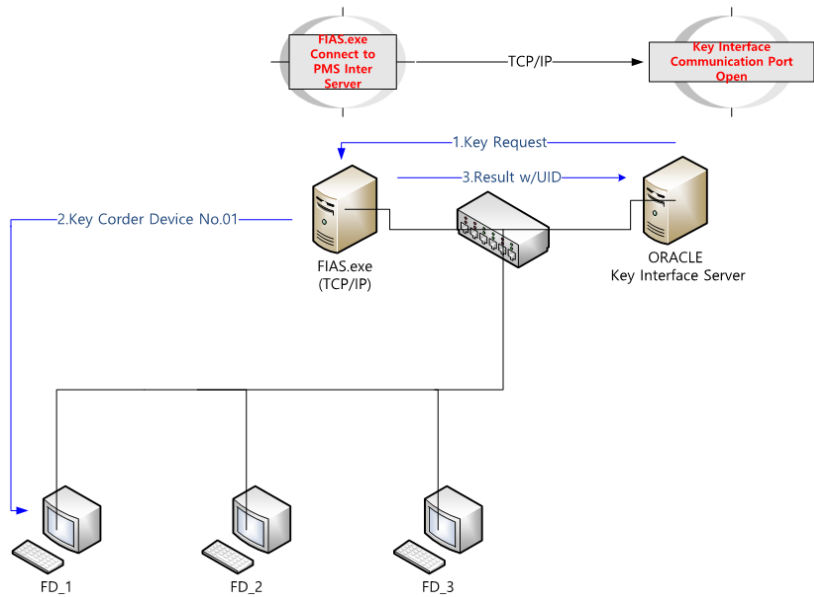 FIAS.exe
Connect to
PMS Inter
Server
TCP/IP
Key Interface
Communication Port
Open
1.Key Request
3.Result w/UID
2.Key Corder Device No.01
FIAS.exe
(TCP/IP)
ORACLE
Key Interface Server
FD_1
FD_2
FD_3